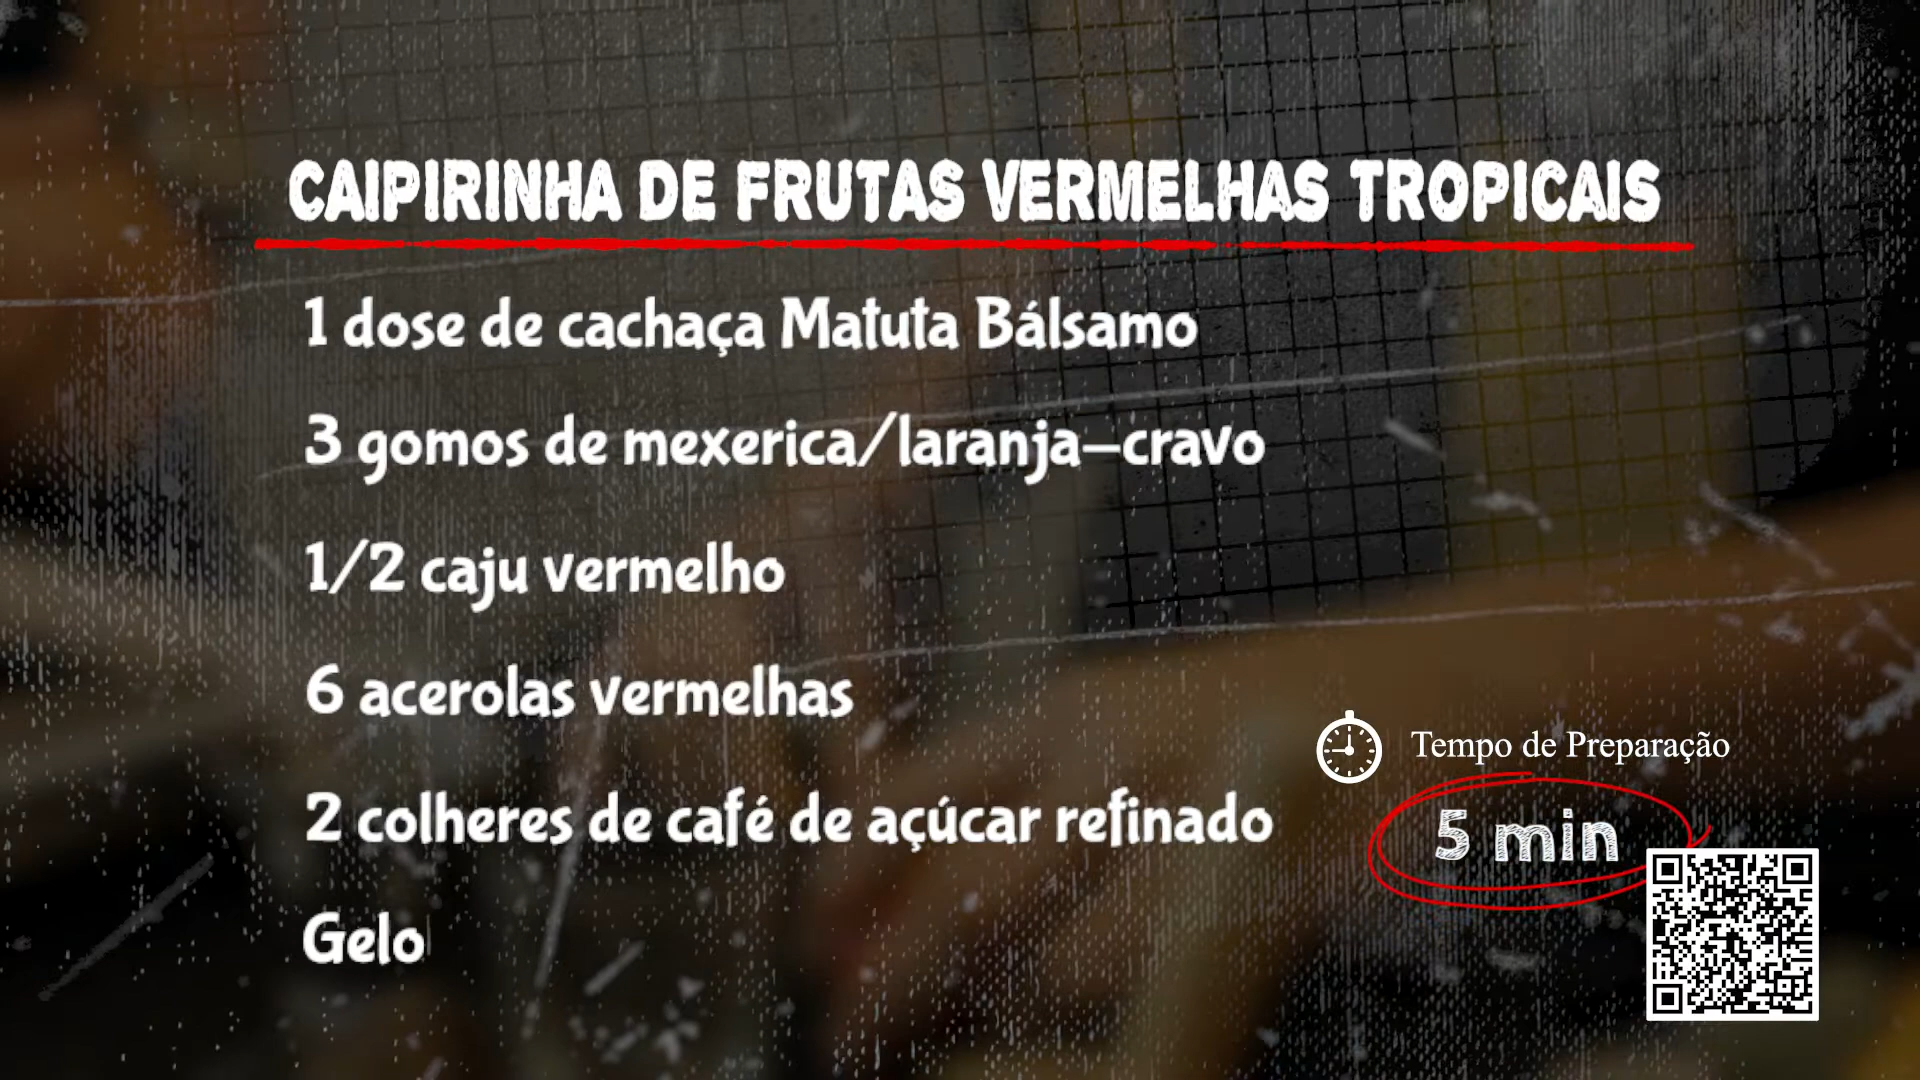 CAIPIRINHA DE FRUTAS VERMELHAS TROPICAIS
1 dose de cachaça Matuta Bálsamo
3 gomos de mexerica/laranja-cravo
1/2 caju vermelho
6 acerolas vermelhas
2 colheres de café de açúcar refinado
Gelo
Tempo de Preparação
5 min